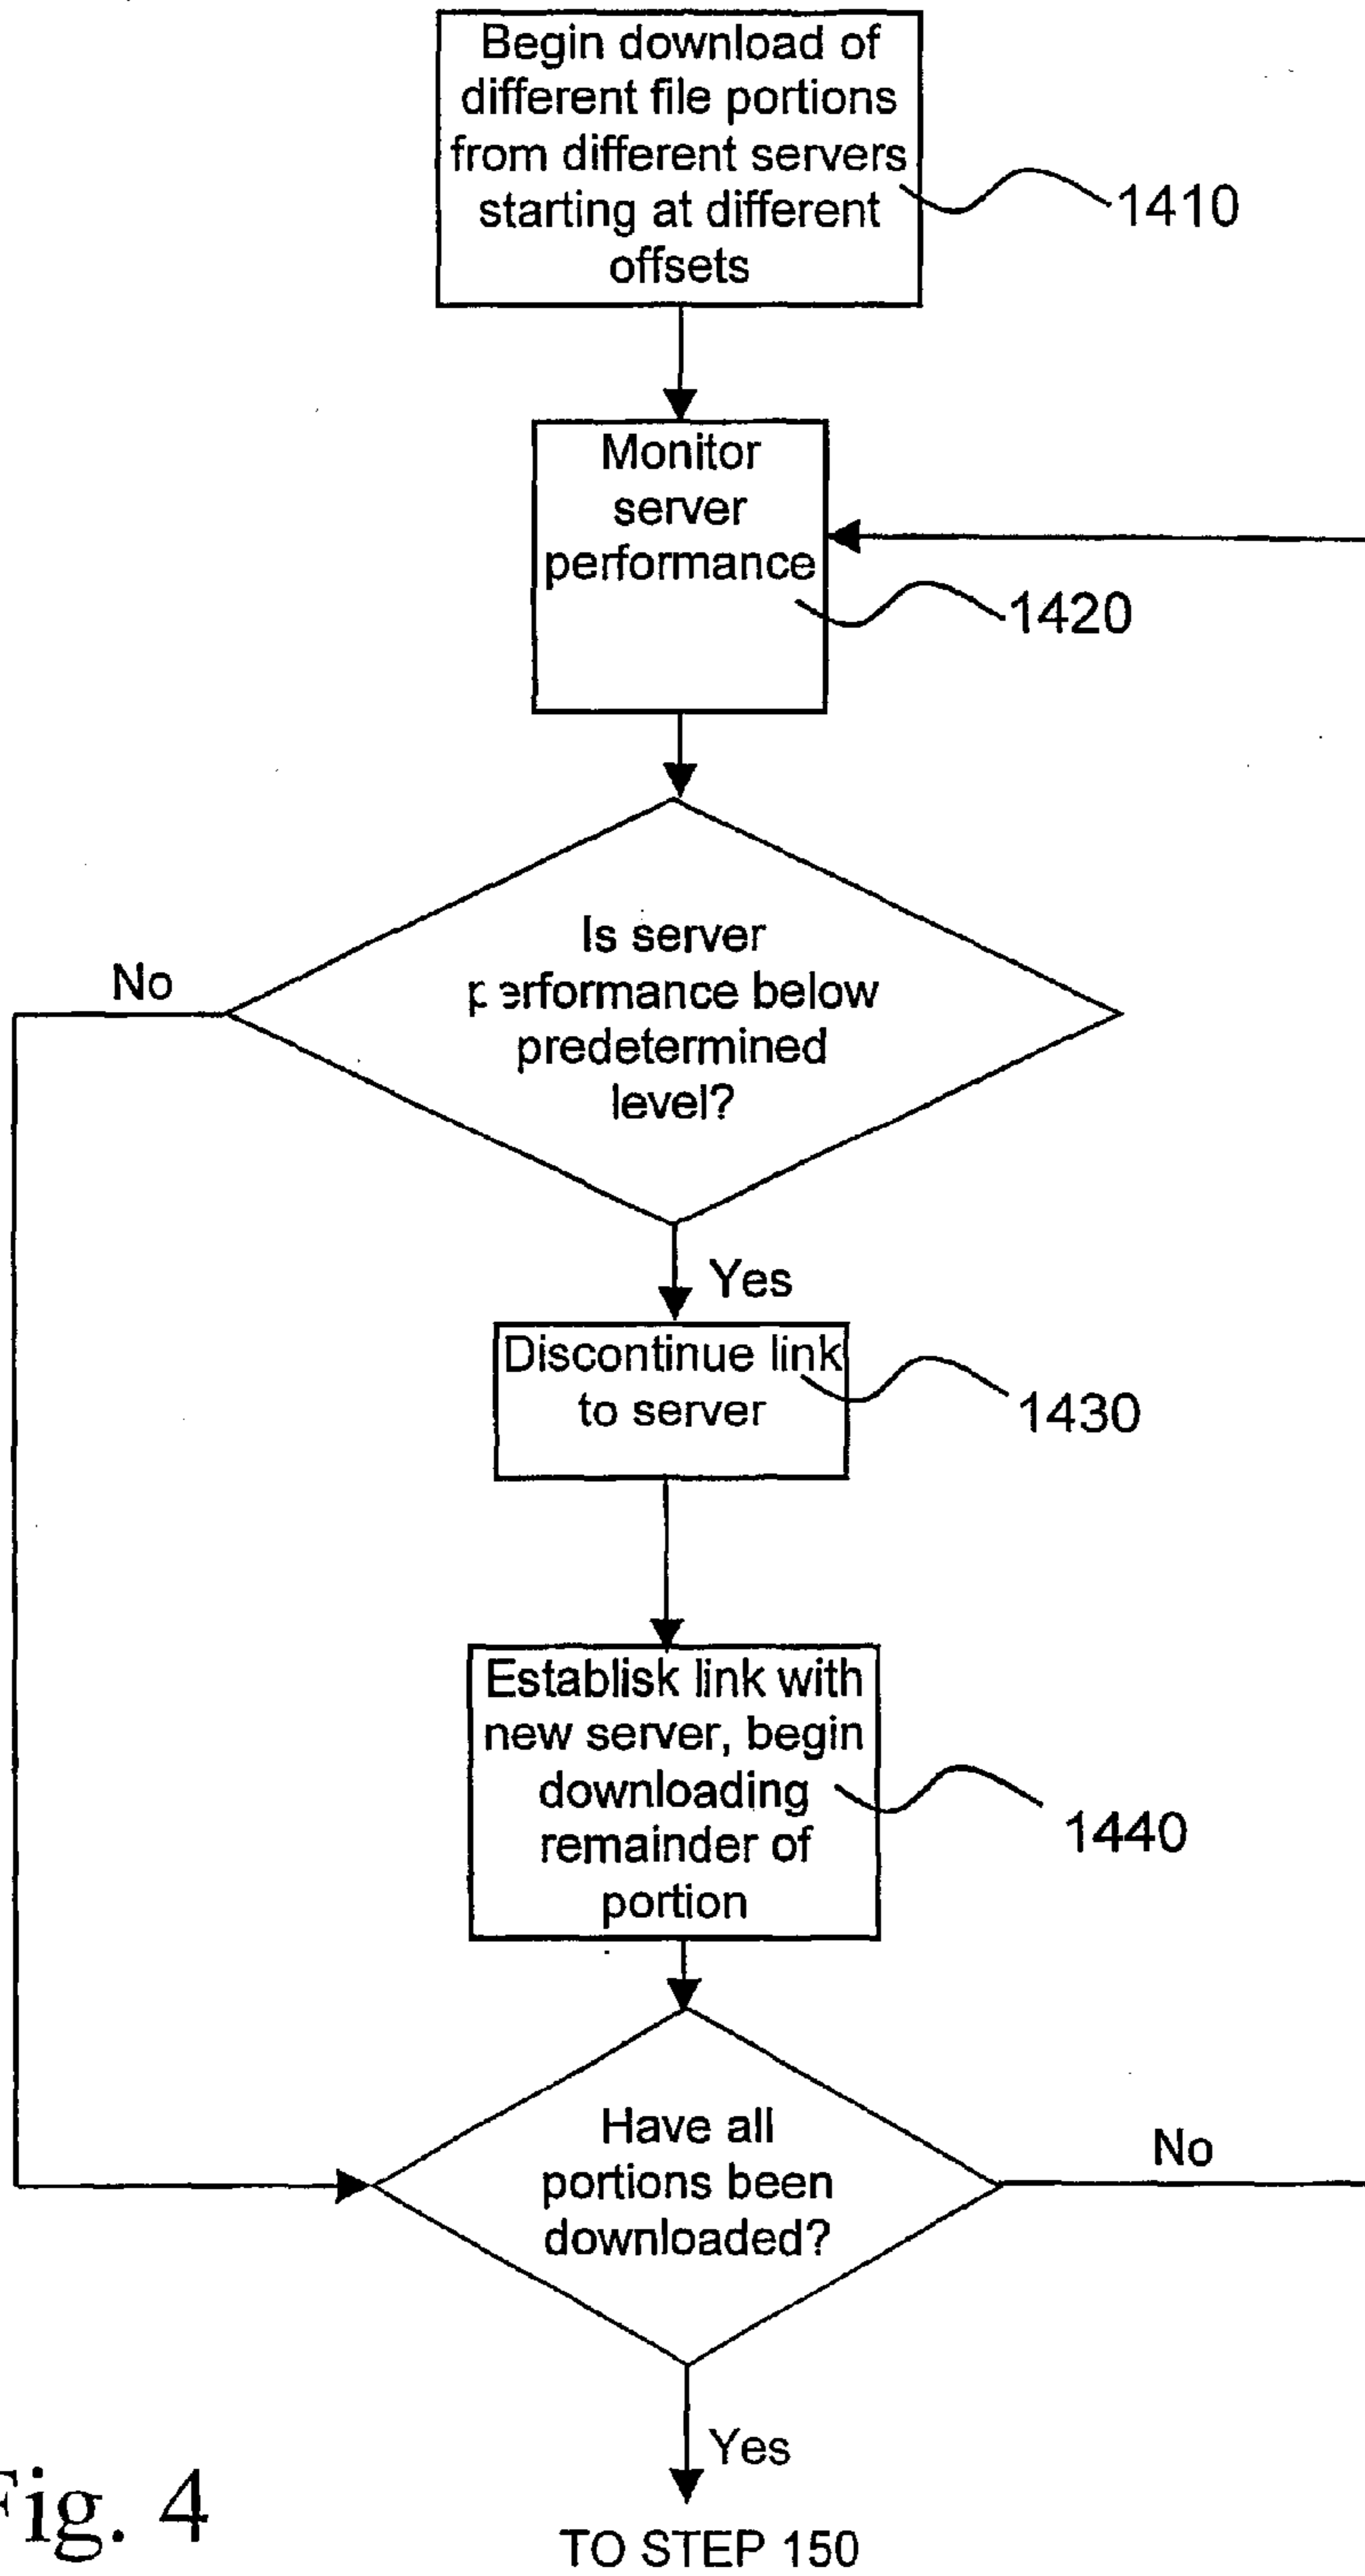 Begin download of
different file portions
from different servers
starting at different
offsets
1410
Monitor
server
performance
1420
Is server
performance below
predetermined
level?
No
Yes
Discontinue link
to server
1430
Establisk link with
new server, begin
downloading
remainder of
portion
1440
Have all
portions been
downloaded?
No
Yes
TO STEP 150
Fig. 4